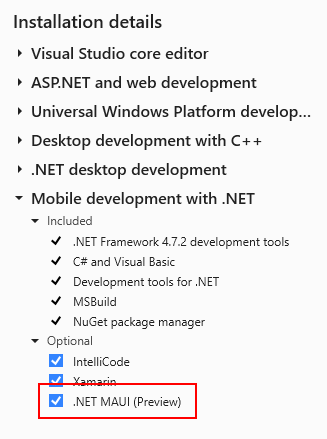 Installation details
Visual Studio core editor
ASP.NET and web development
Universal Windows Platform develop...
Desktop development with C++
.NET desktop development
Mobile development with .NET
Included
.NET Framework 4.7.2 development tools
C# and Visual Basic
Development tools for .NET
MSBuild
NuGet package manager
Optional
IntelliCode
Xamarin
.NET MAUI (Preview)